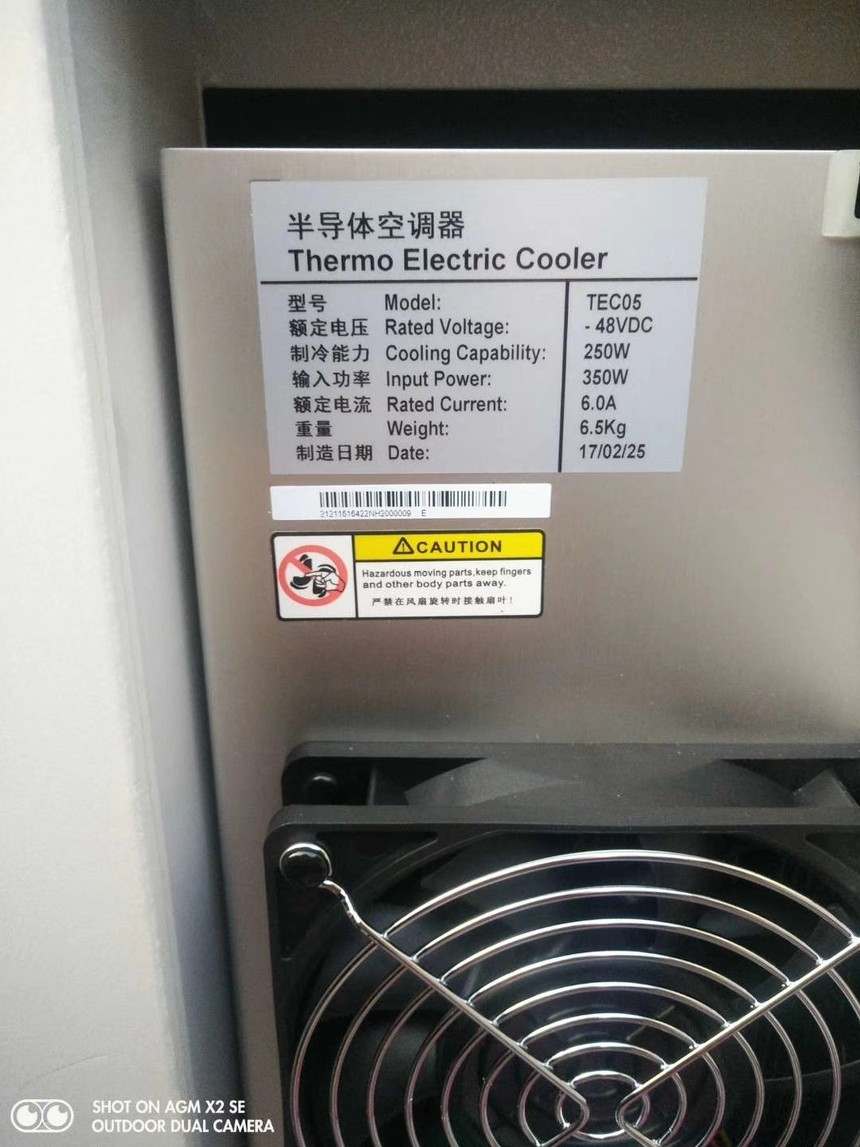 半导体空调器
Thermo Electric Cooler
型号 Model: TEC05
额定电压 Rated Voltage: - 48VDC
制冷能力 Cooling Capability: 250W
输入功率 Input Power: 350W
额定电流 Rated Current: 6.0A
重量 Weight: 6.5Kg
制造日期 Date: 17/02/25
21211516422NH2000009 E
CAUTION
Hazardous moving parts,keep fingers
and other body parts away.
严禁在风扇旋转时接触扇叶！
SHOT ON AGM X2 SE
OUTDOOR DUAL CAMERA